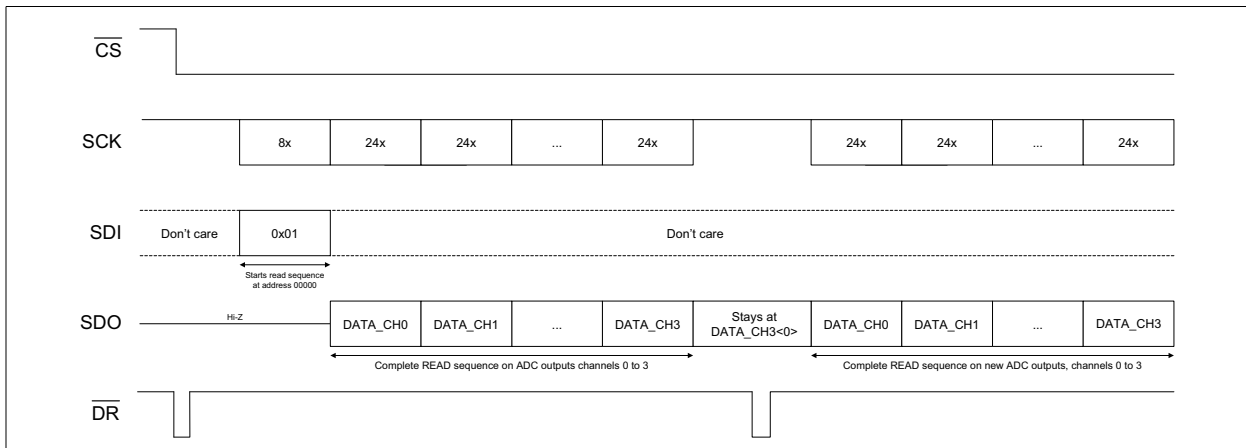 CS
SCK
8x
24x
24x
...
24x
24x
24x
...
24x
SDI
Don't care
0x01
Don't care
Starts read sequence
at address 00000
SDO
Hi-Z
DATA_CH0
DATA_CH1
...
DATA_CH3
Stays at
DATA_CH3<0>
DATA_CH0
DATA_CH1
...
DATA_CH3
Complete READ sequence on ADC outputs channels 0 to 3
Complete READ sequence on new ADC outputs, channels 0 to 3
DR